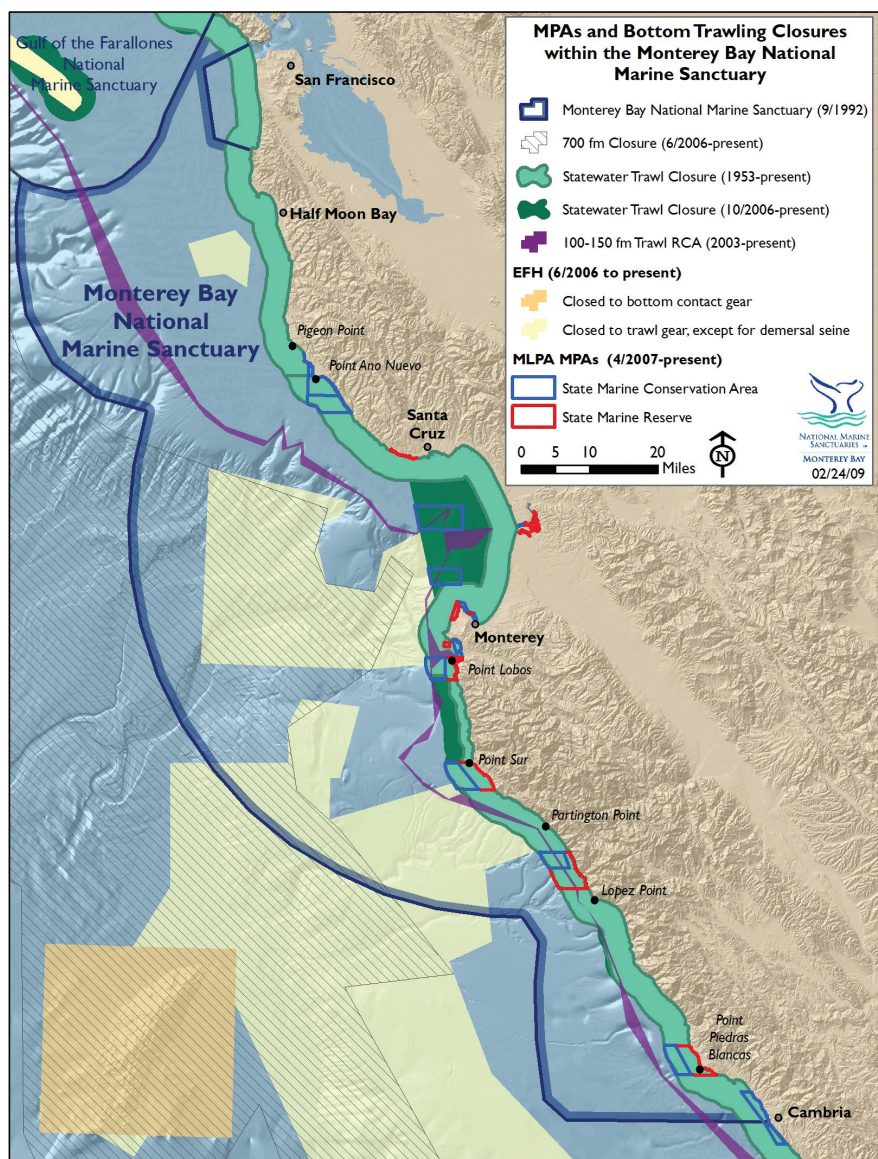 Gulf of the Farallones
National
Marine Sanctuary
San Francisco
Half Moon Bay
Monterey Bay
National
Marine Sanctuary
Pigeon Point
Point Ano Nuevo
Santa
Cruz
Monterey
Point Lobos
Point Sur
Partington Point
Lopez Point
Point
Piedras
Blancas
Cambria
MPAs and Bottom Trawling Closures
within the Monterey Bay National
Marine Sanctuary
Monterey Bay National Marine Sanctuary (9/1992)
700 fm Closure (6/2006-present)
Statewater Trawl Closure (1953-present)
Statewater Trawl Closure (10/2006-present)
100-150 fm Trawl RCA (2003-present)
EFH (6/2006 to present)
Closed to bottom contact gear
Closed to trawl gear, except for demersal seine
MLPA MPAs (4/2007-present)
State Marine Conservation Area
State Marine Reserve
0 5 10 20
Miles
N
NATIONAL MARINE
SANCTUARIES
MONTEREY BAY
02/24/09